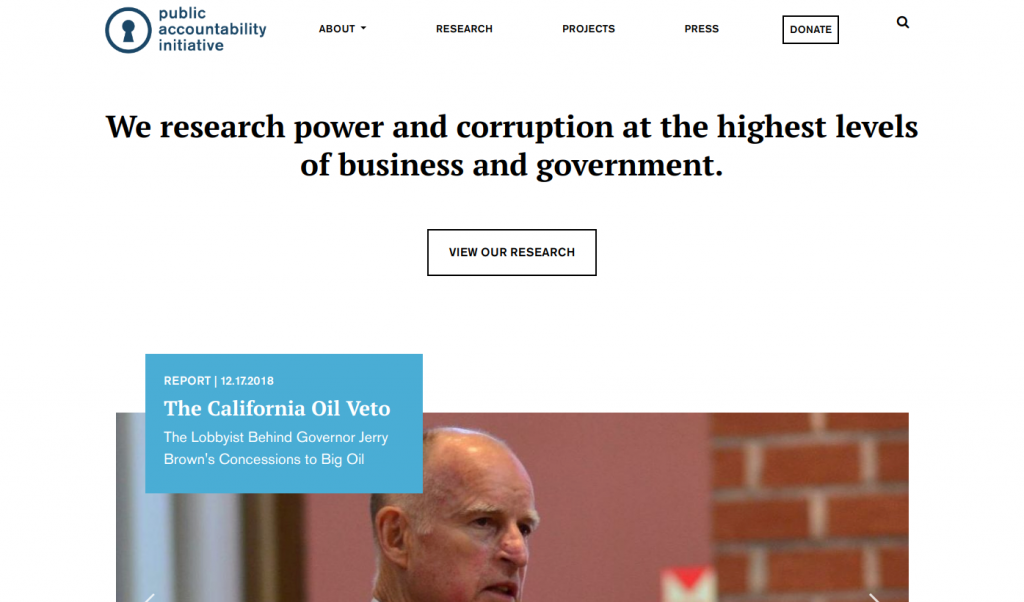 public
accountability
initiative
ABOUT
RESEARCH
PROJECTS
PRESS
DONATE
We research power and corruption at the highest levels
of business and government.
VIEW OUR RESEARCH
REPORT | 12.17.2018
The California Oil Veto
The Lobbyist Behind Governor Jerry
Brown's Concessions to Big Oil